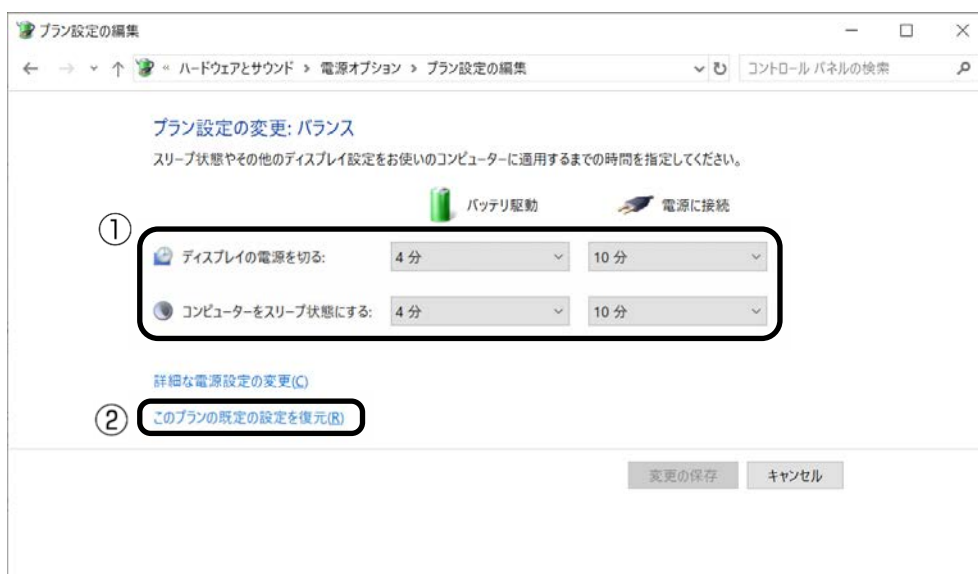 プラン設定の編集
« ハードウェアとサウンド › 電源オプション › プラン設定の編集 コントロール パネルの検索
プラン設定の変更: バランス
スリープ状態やその他のディスプレイ設定をお使いのコンピューターに適用するまでの時間を指定してください。
バッテリ駆動 電源に接続
①
ディスプレイの電源を切る: 4 分 10 分
コンピューターをスリープ状態にする: 4 分 10 分
詳細な電源設定の変更(C)
② このプランの既定の設定を復元(R)
変更の保存 キャンセル